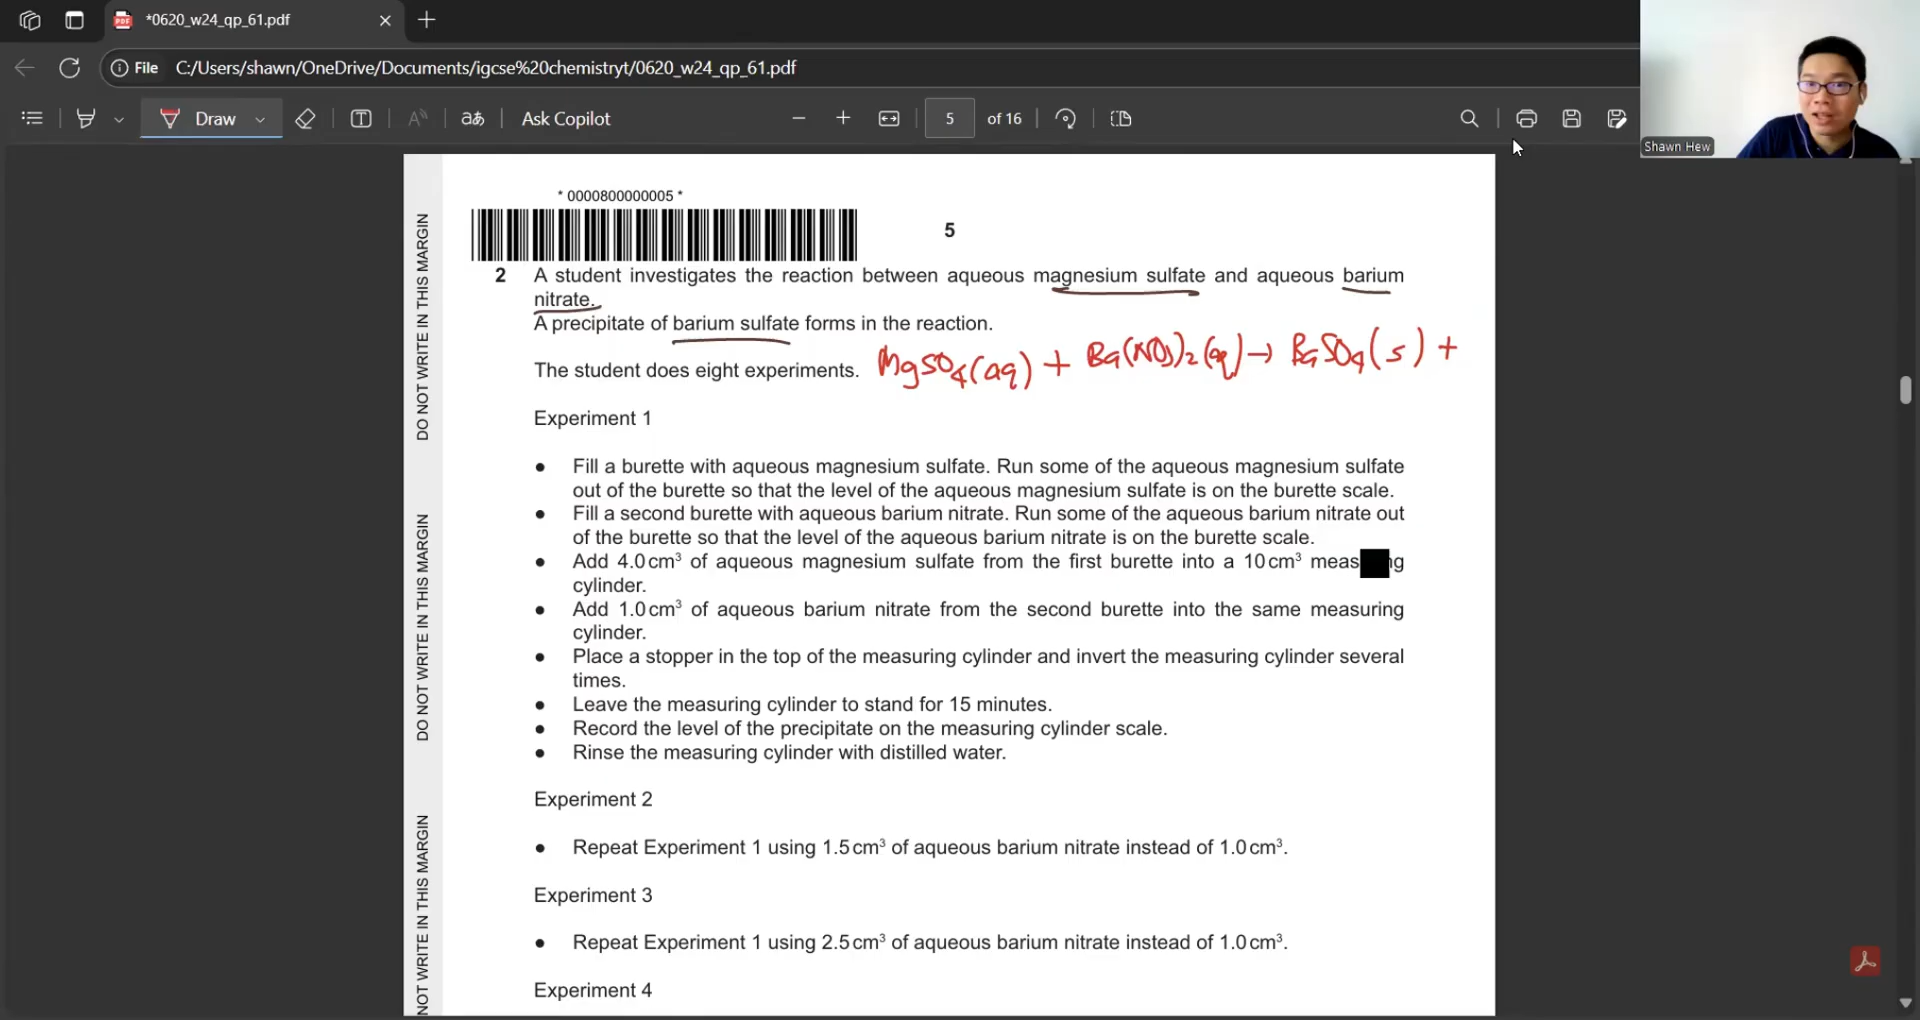 *0620_w24_qp_61.pdf
File C:/Users/shawn/OneDrive/Documents/igcse%20chemistryt/0620_w24_qp_61.pdf
Draw aあ Ask Copilot 5 of 16
Shawn Hew
DO NOT WRITE IN THIS MARGIN
DO NOT WRITE IN THIS MARGIN
NOT WRITE IN THIS MARGIN
* 0000800000005 *
5
2 A student investigates the reaction between aqueous magnesium sulfate and aqueous barium
nitrate.
A precipitate of barium sulfate forms in the reaction.
MgSO4(aq) + Ba(NO3)2(aq) → BaSO4(s) +
The student does eight experiments.
Experiment 1
● Fill a burette with aqueous magnesium sulfate. Run some of the aqueous magnesium sulfate
out of the burette so that the level of the aqueous magnesium sulfate is on the burette scale.
● Fill a second burette with aqueous barium nitrate. Run some of the aqueous barium nitrate out
of the burette so that the level of the aqueous barium nitrate is on the burette scale.
● Add 4.0 cm³ of aqueous magnesium sulfate from the first burette into a 10 cm³
cylinder.
● Add 1.0 cm³ of aqueous barium nitrate from the second burette into the same measuring
cylinder.
● Place a stopper in the top of the measuring cylinder and invert the measuring cylinder several
times.
● Leave the measuring cylinder to stand for 15 minutes.
● Record the level of the precipitate on the measuring cylinder scale.
● Rinse the measuring cylinder with distilled water.
Experiment 2
● Repeat Experiment 1 using 1.5 cm³ of aqueous barium nitrate instead of 1.0 cm³.
Experiment 3
● Repeat Experiment 1 using 2.5 cm³ of aqueous barium nitrate instead of 1.0 cm³.
Experiment 4